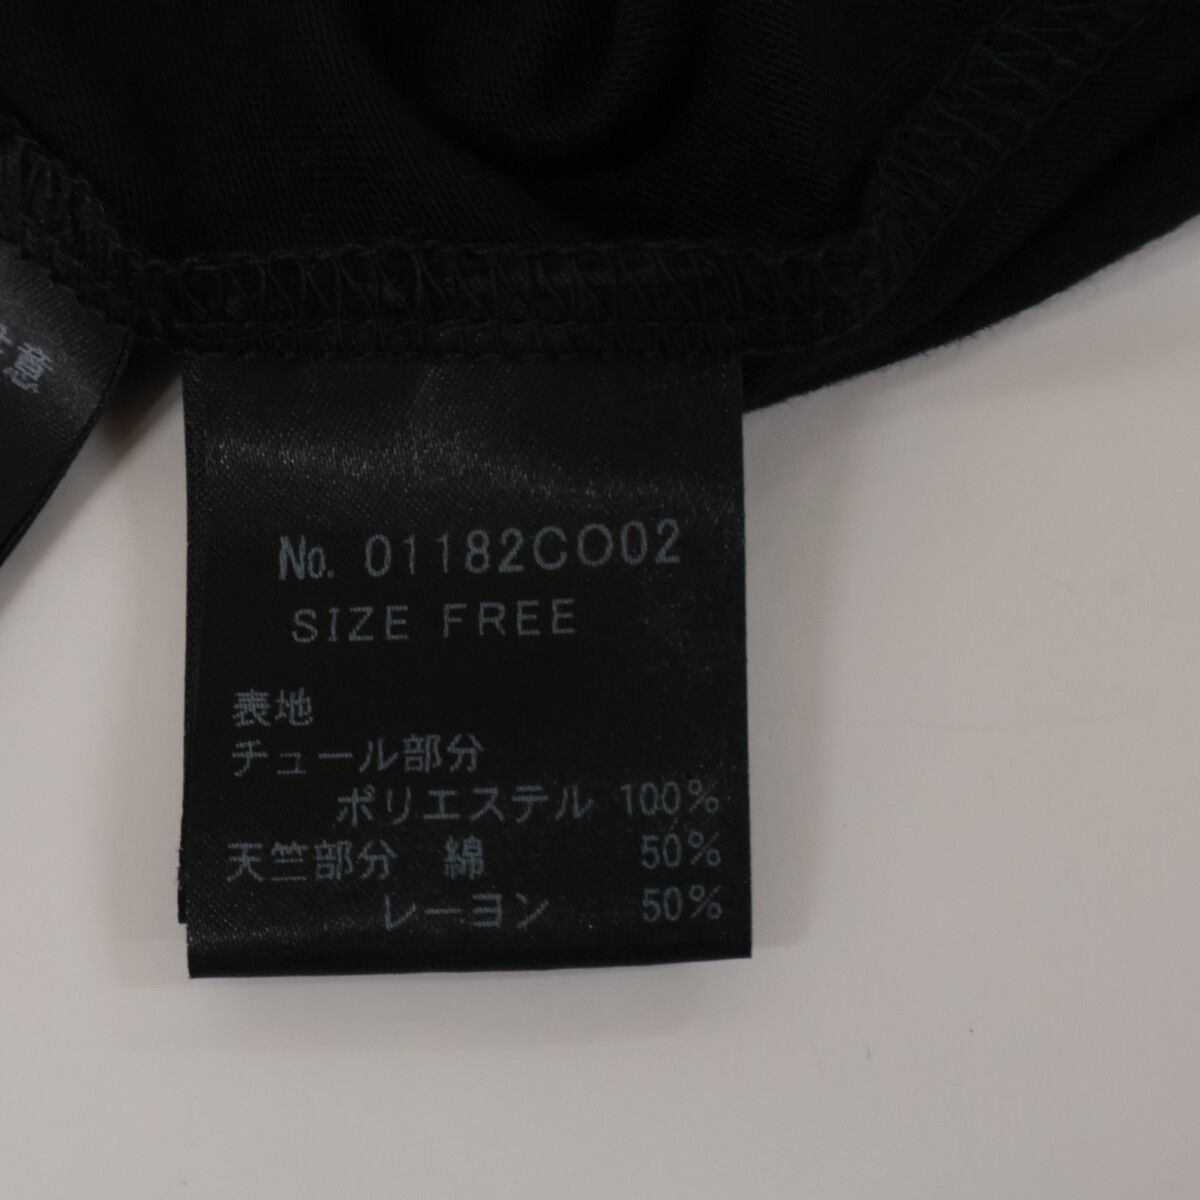 意
No. 01182CO02
SIZE FREE
表地
チュール部分
ポリエステル 100%
天竺部分 綿 50%
レーヨン 50%